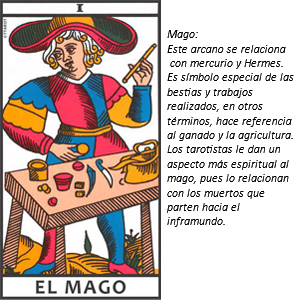 I
EL MAGO
Mago:
Este arcano se relaciona
con mercurio y Hermes.
Es símbolo especial de las
bestias y trabajos
realizados, en otros
términos, hace referencia
al ganado y la agricultura.
Los tarotistas le dan un
aspecto más espiritual al
mago, pues lo relacionan
con los muertos que
parten hacia el
inframundo.